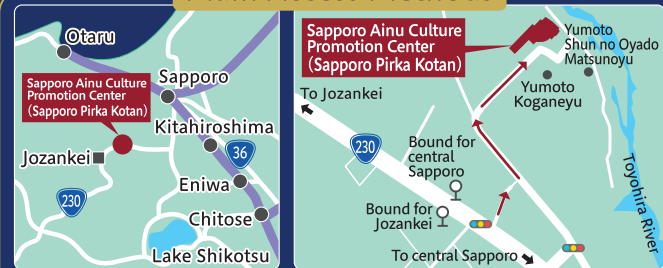 Otaru
Sapporo Ainu Culture
Promotion Center
(Sapporo Pirka Kotan)
Sapporo
Kitahiroshima
36
Jozankei
Eniwa
230
Chitose
Lake Shikotsu
Sapporo Ainu Culture
Promotion Center
(Sapporo Pirka Kotan)
Yumoto
Shun no Oyado
Matsunoyu
Yumoto
Koganeyu
To Jozankei
230
Bound for
central
Sapporo
Bound for
Jozankei
To central Sapporo
Toyohira River